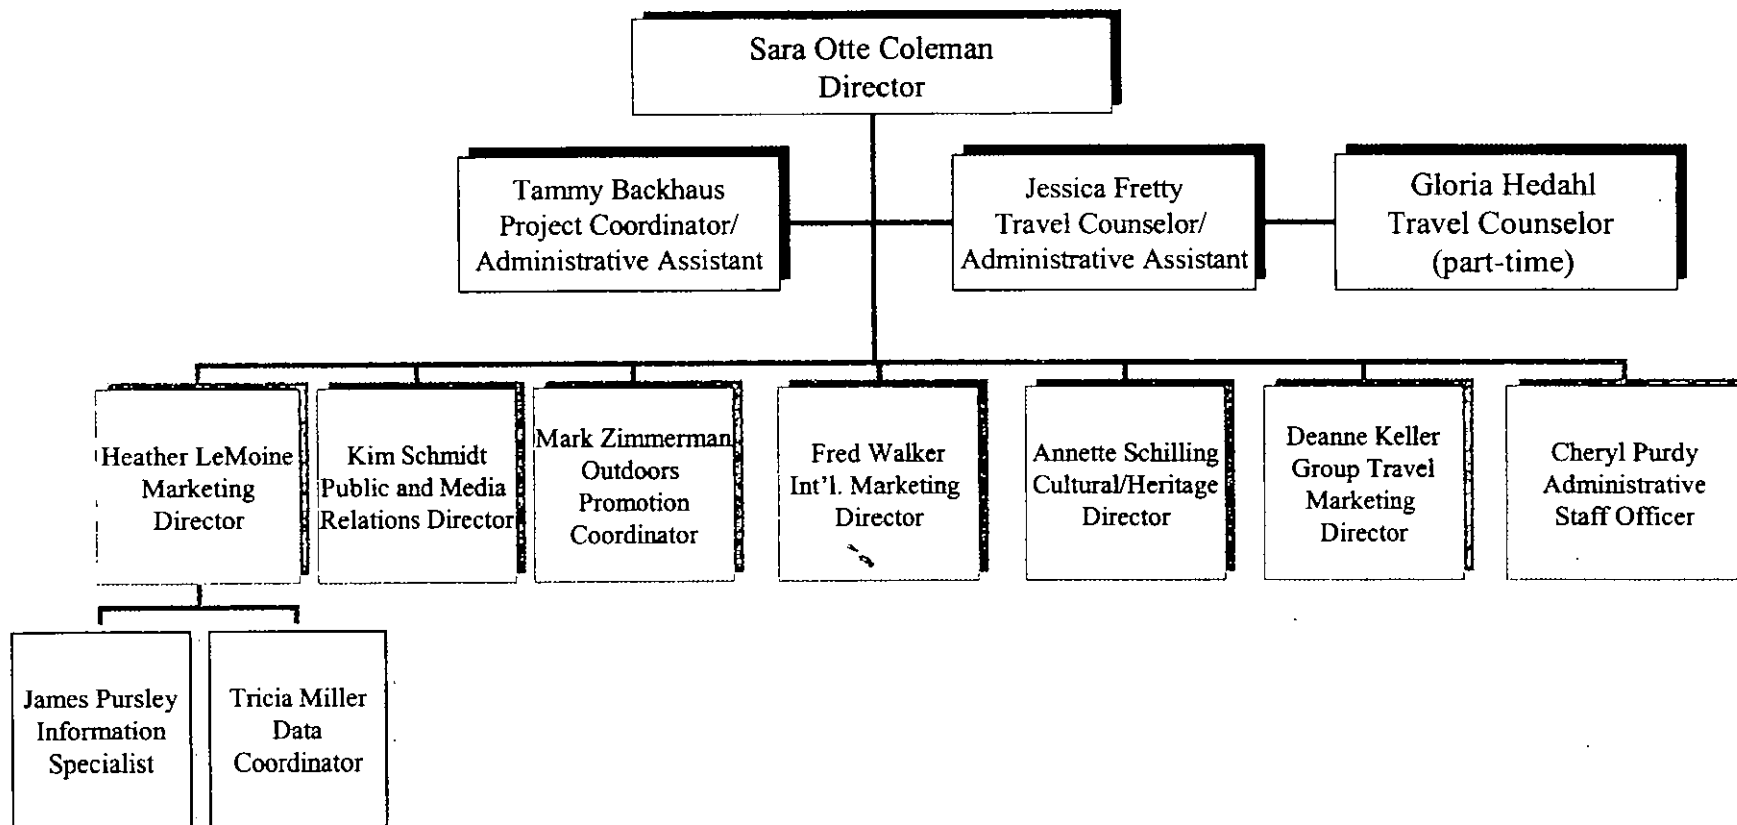 Sara Otte Coleman
Director
Tammy Backhaus
Project Coordinator/
Administrative Assistant
Jessica Fretty
Travel Counselor/
Administrative Assistant
Gloria Hedahl
Travel Counselor
(part-time)
Heather LeMoine
Marketing
Director
Kim Schmidt
Public and Media
Relations Director
Mark Zimmerman
Outdoors
Promotion
Coordinator
Fred Walker
Int'l. Marketing
Director
Annette Schilling
Cultural/Heritage
Director
Deanne Keller
Group Travel
Marketing
Director
Cheryl Purdy
Administrative
Staff Officer
James Pursley
Information
Specialist
Tricia Miller
Data
Coordinator